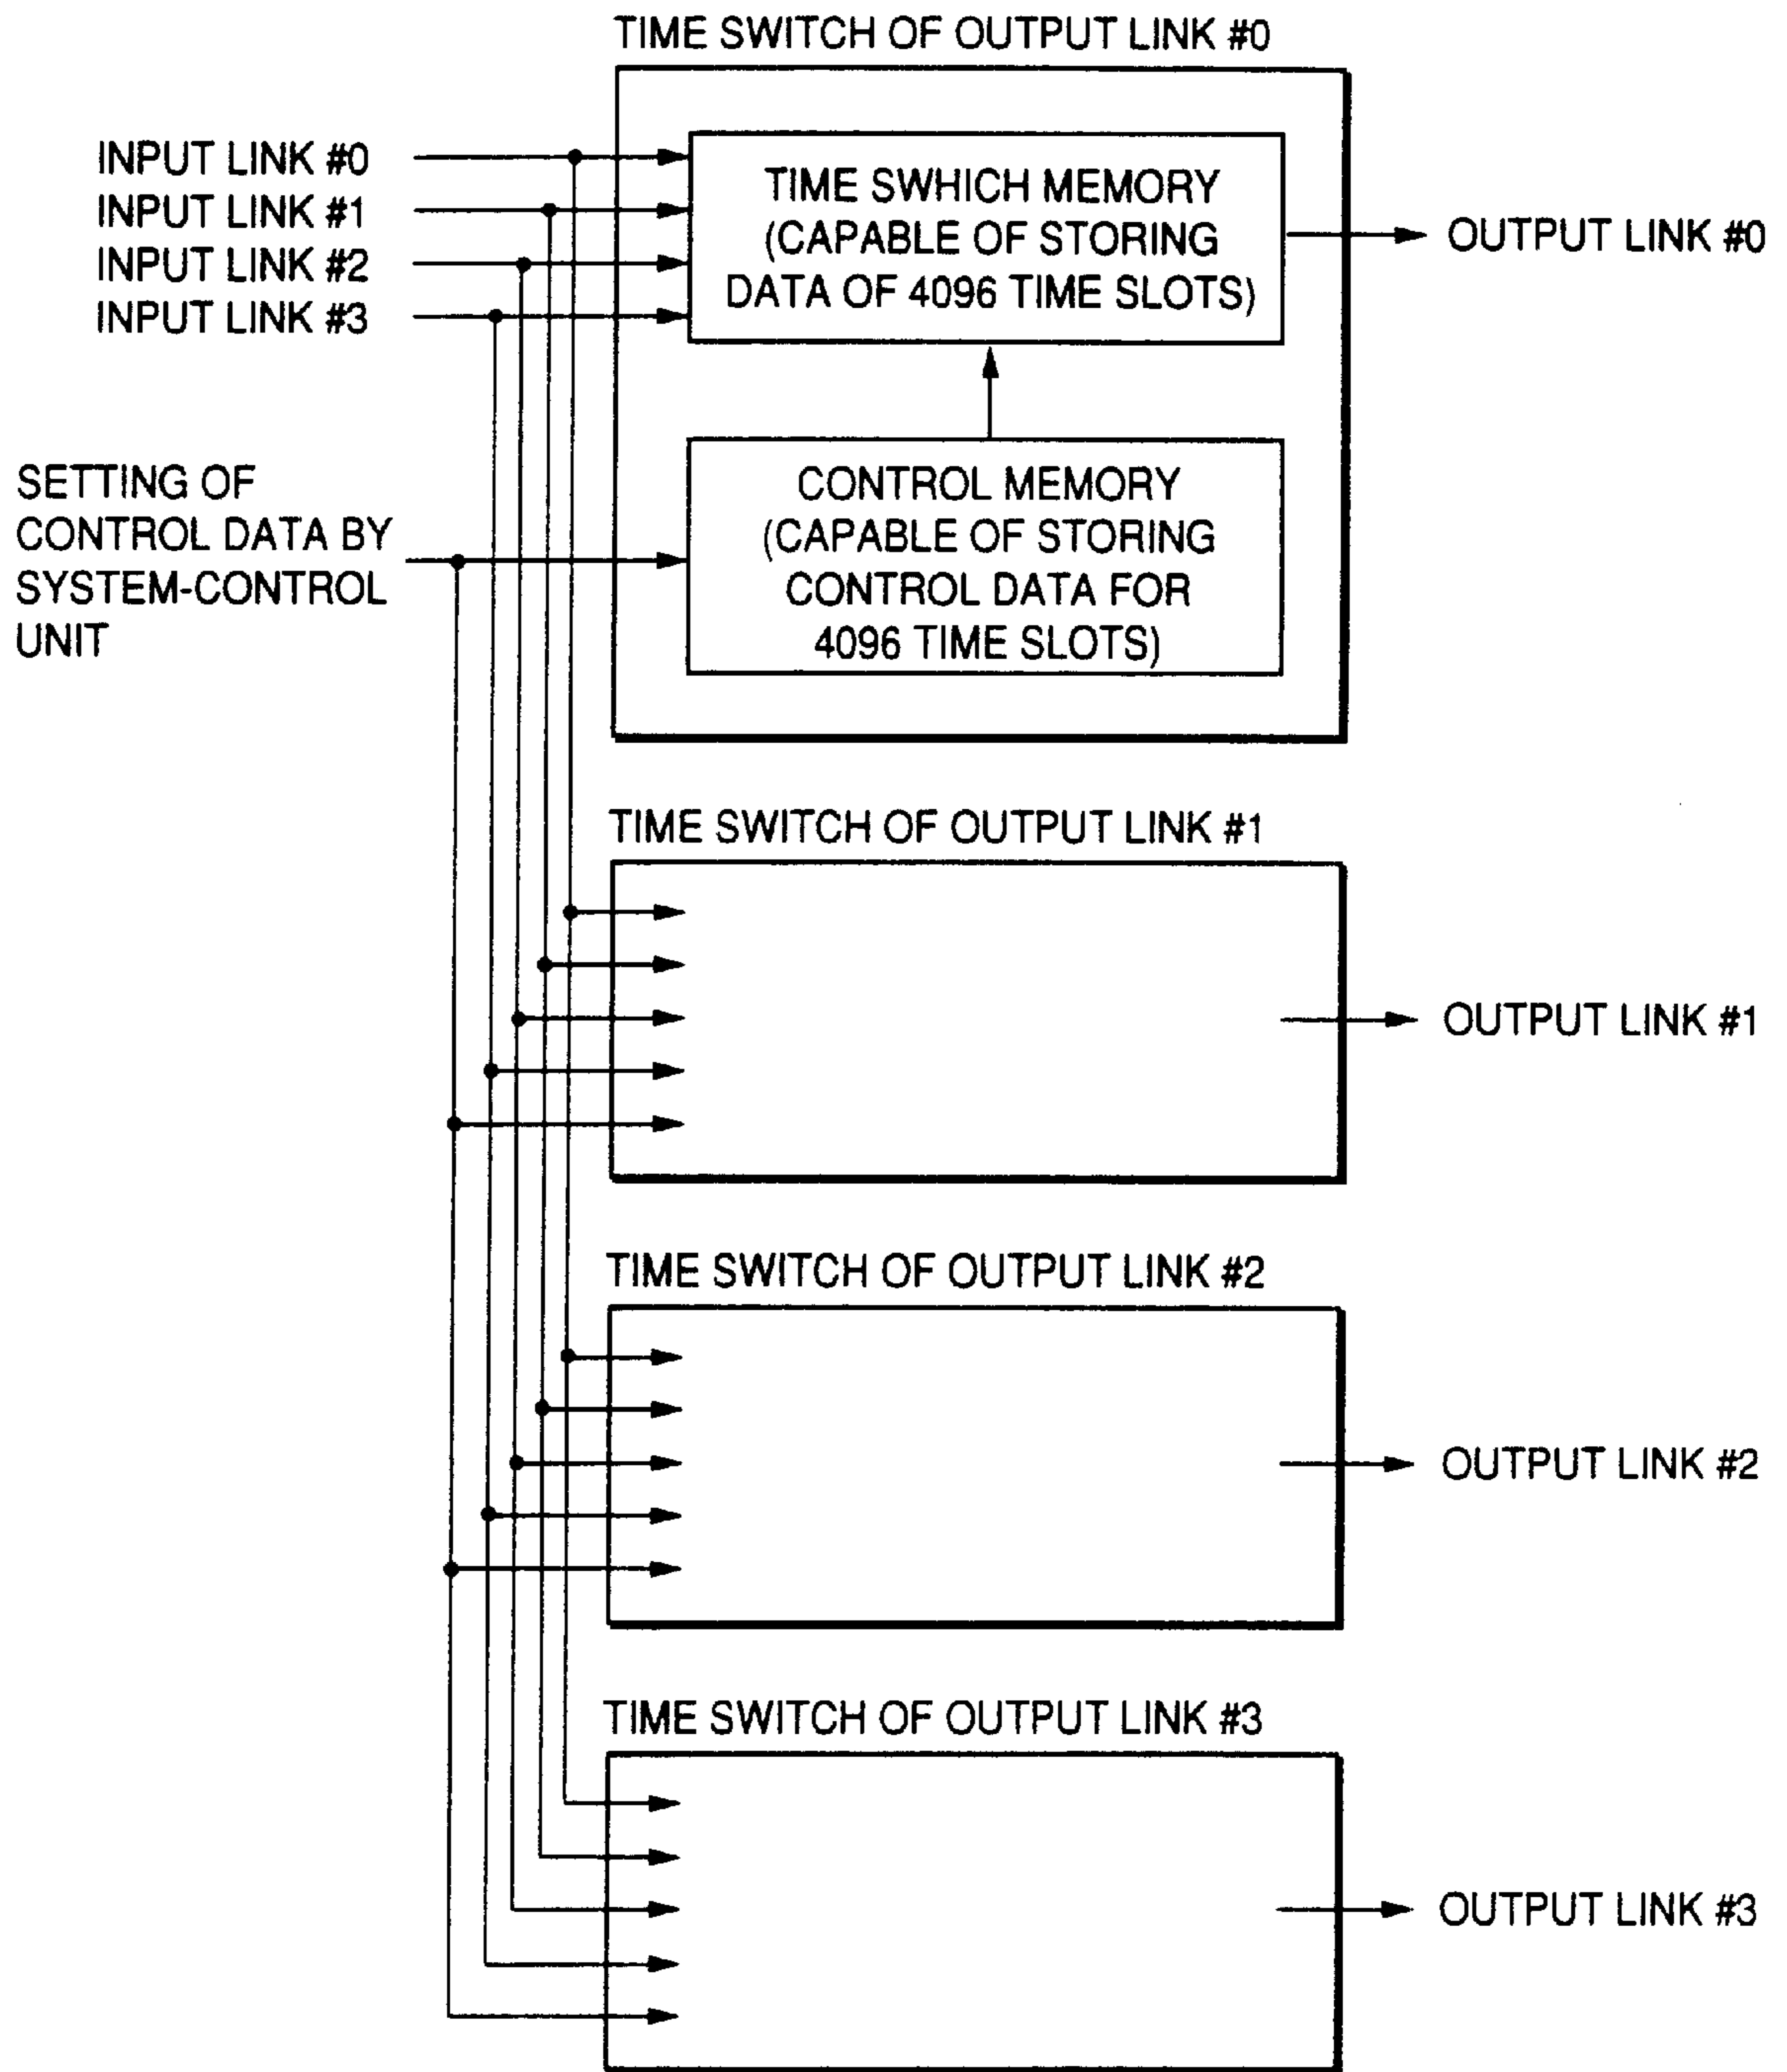 TIME SWITCH OF OUTPUT LINK #0
INPUT LINK #0
INPUT LINK #1
INPUT LINK #2
INPUT LINK #3
TIME SWHICH MEMORY
(CAPABLE OF STORING
DATA OF 4096 TIME SLOTS)
OUTPUT LINK #0
SETTING OF
CONTROL DATA BY
SYSTEM-CONTROL
UNIT
CONTROL MEMORY
(CAPABLE OF STORING
CONTROL DATA FOR
4096 TIME SLOTS)
TIME SWITCH OF OUTPUT LINK #1
OUTPUT LINK #1
TIME SWITCH OF OUTPUT LINK #2
OUTPUT LINK #2
TIME SWITCH OF OUTPUT LINK #3
OUTPUT LINK #3